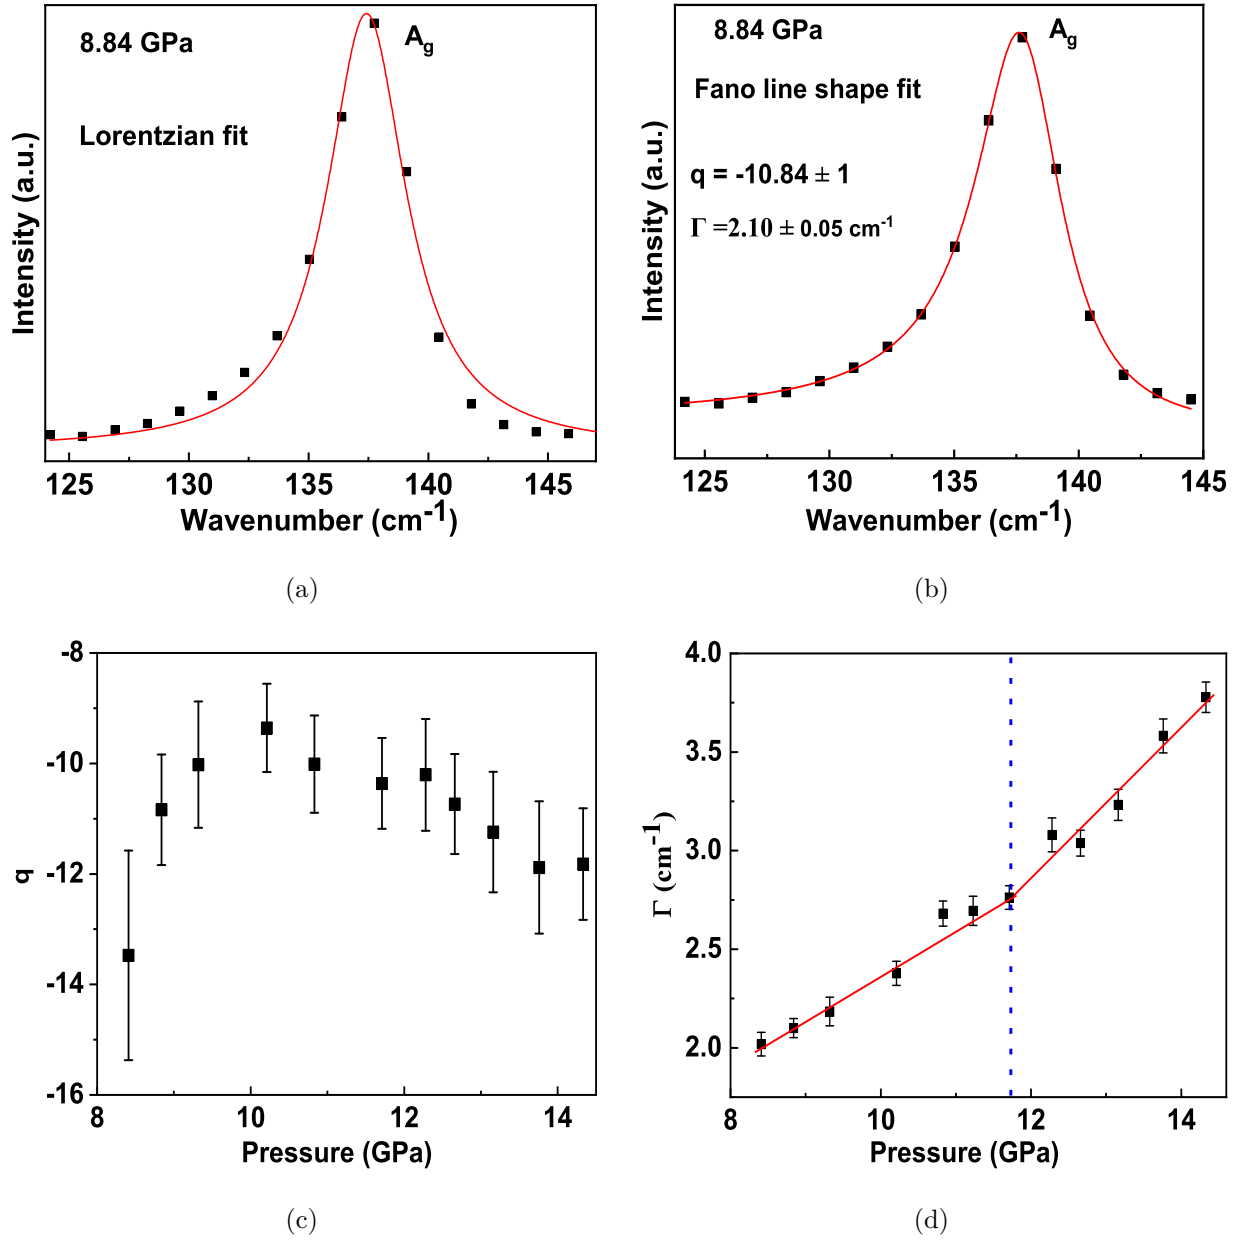 8.84 GPa
A_g
Lorentzian fit
Intensity (a.u.)
125 130 135 140 145
Wavenumber (cm^-1)
(a)
8.84 GPa
A_g
Fano line shape fit
q = -10.84 ± 1
Γ =2.10 ± 0.05 cm^-1
Intensity (a.u.)
125 130 135 140 145
Wavenumber (cm^-1)
(b)
-8
-10
-12
-14
-16
q
8 10 12 14
Pressure (GPa)
(c)
4.0
3.5
3.0
2.5
2.0
Γ (cm^-1)
8 10 12 14
Pressure (GPa)
(d)